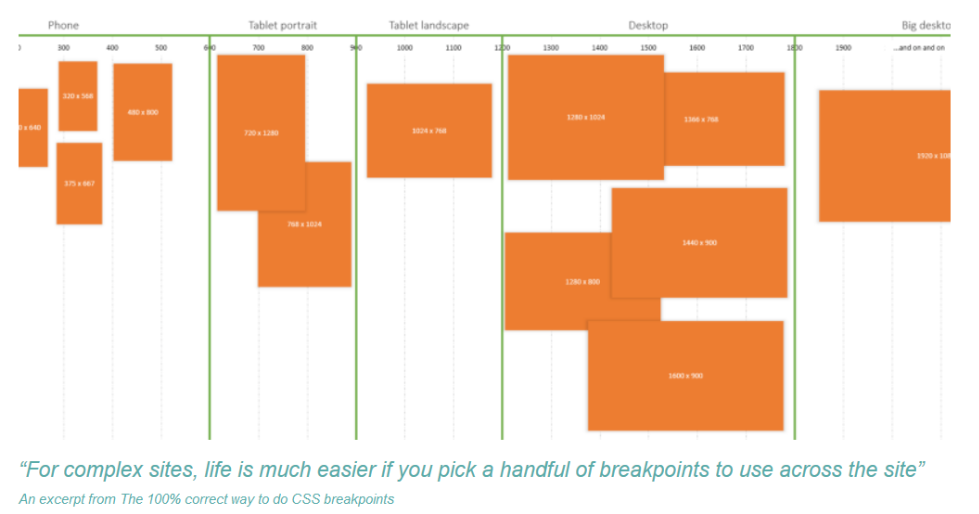 Phone Tablet portrait Tablet landscape Desktop Big deskto
300 400 500 600 700 800 900 1000 1100 1200 1300 1400 1500 1600 1700 1800 1900 ...and on and on
320 x 568
480 x 800
x 640
375 x 667
720 x 1280
768 x 1024
1024 x 768
1280 x 1024
1366 x 768
1440 x 900
1280 x 800
1600 x 900
1920 x 108
“For complex sites, life is much easier if you pick a handful of breakpoints to use across the site”
An excerpt from The 100% correct way to do CSS breakpoints